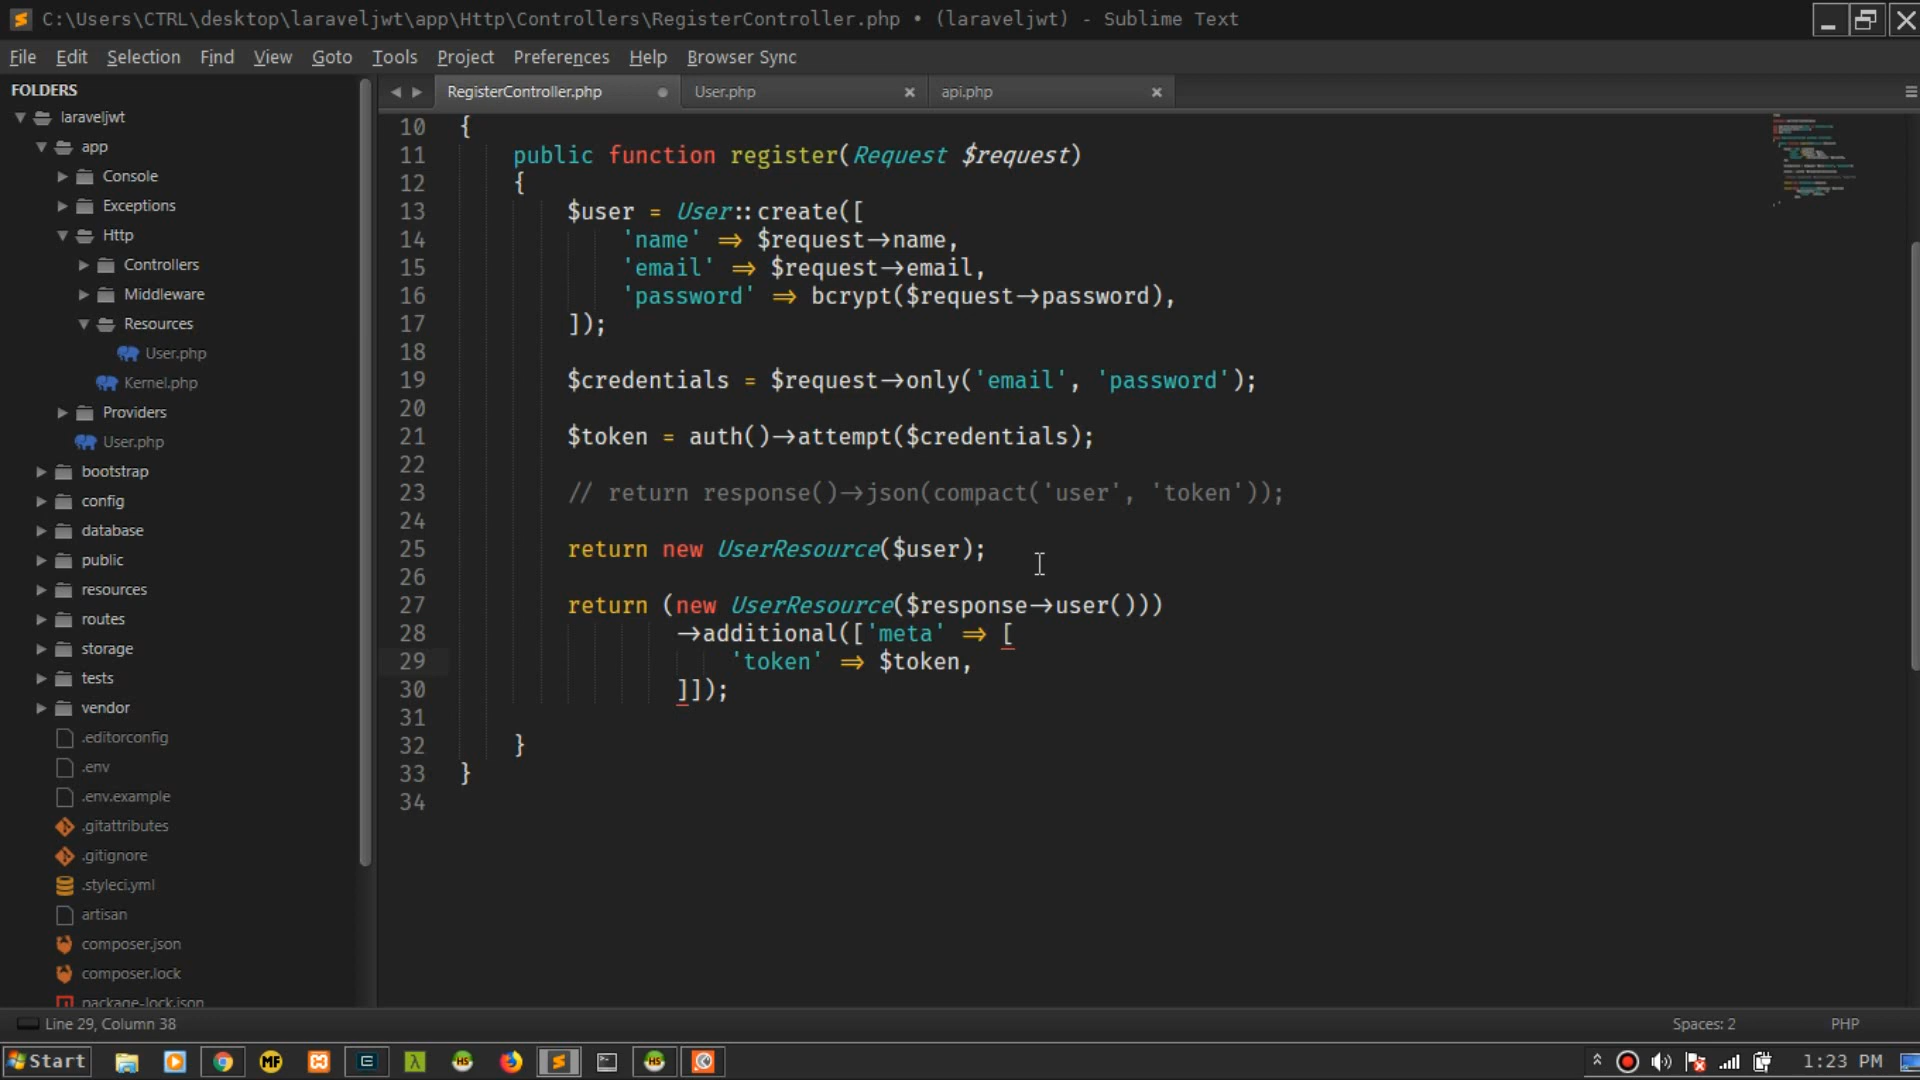 C:\Users\CTRL\desktop\laraveljwt\app\Http\Controllers\RegisterController.php • (laraveljwt) - Sublime Text
File Edit Selection Find View Goto Tools Project Preferences Help Browser Sync
FOLDERS
laraveljwt
app
Console
Exceptions
Http
Controllers
Middleware
Resources
User.php
Kernel.php
Providers
User.php
bootstrap
config
database
public
resources
routes
storage
tests
vendor
.editorconfig
.env
.env.example
.gitattributes
.gitignore
.styleci.yml
artisan
composer.json
composer.lock
package-lock.json
RegisterController.php User.php api.php
10 {
11 public function register(Request $request)
12 {
13 $user = User::create([
14 'name' => $request->name,
15 'email' => $request->email,
16 'password' => bcrypt($request->password),
17 ]);
18
19 $credentials = $request->only('email', 'password');
20
21 $token = auth()->attempt($credentials);
22
23 // return response()->json(compact('user', 'token'));
24
25 return new UserResource($user);
26
27 return (new UserResource($response->user()))
28 ->additional(['meta' => [
29 'token' => $token,
30 ]]);
31
32 }
33 }
34
Line 29, Column 38 Spaces: 2 PHP
Start 1:23 PM